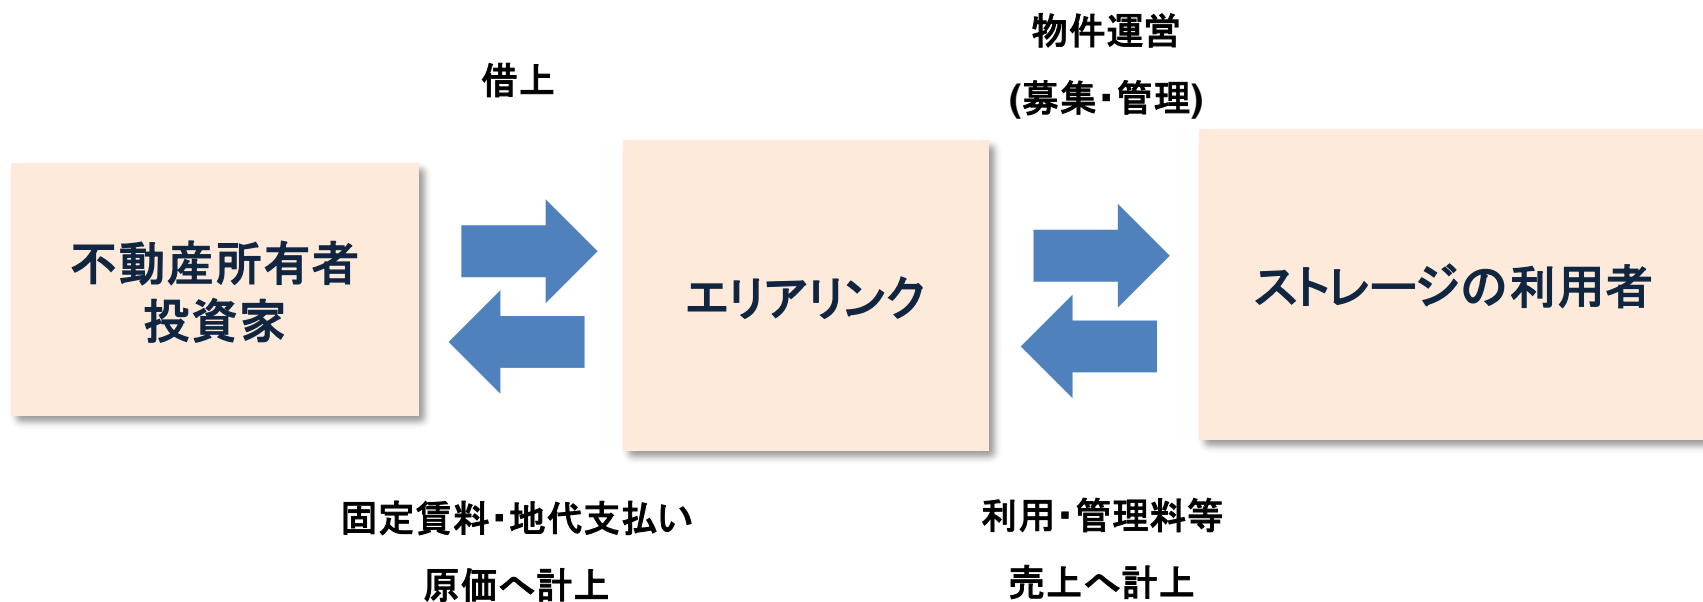 物件運営
(募集・管理)
借上
不動産所有者
投資家
エリアリンク
ストレージの利用者
固定賃料・地代支払い
原価へ計上
利用・管理料等
売上へ計上